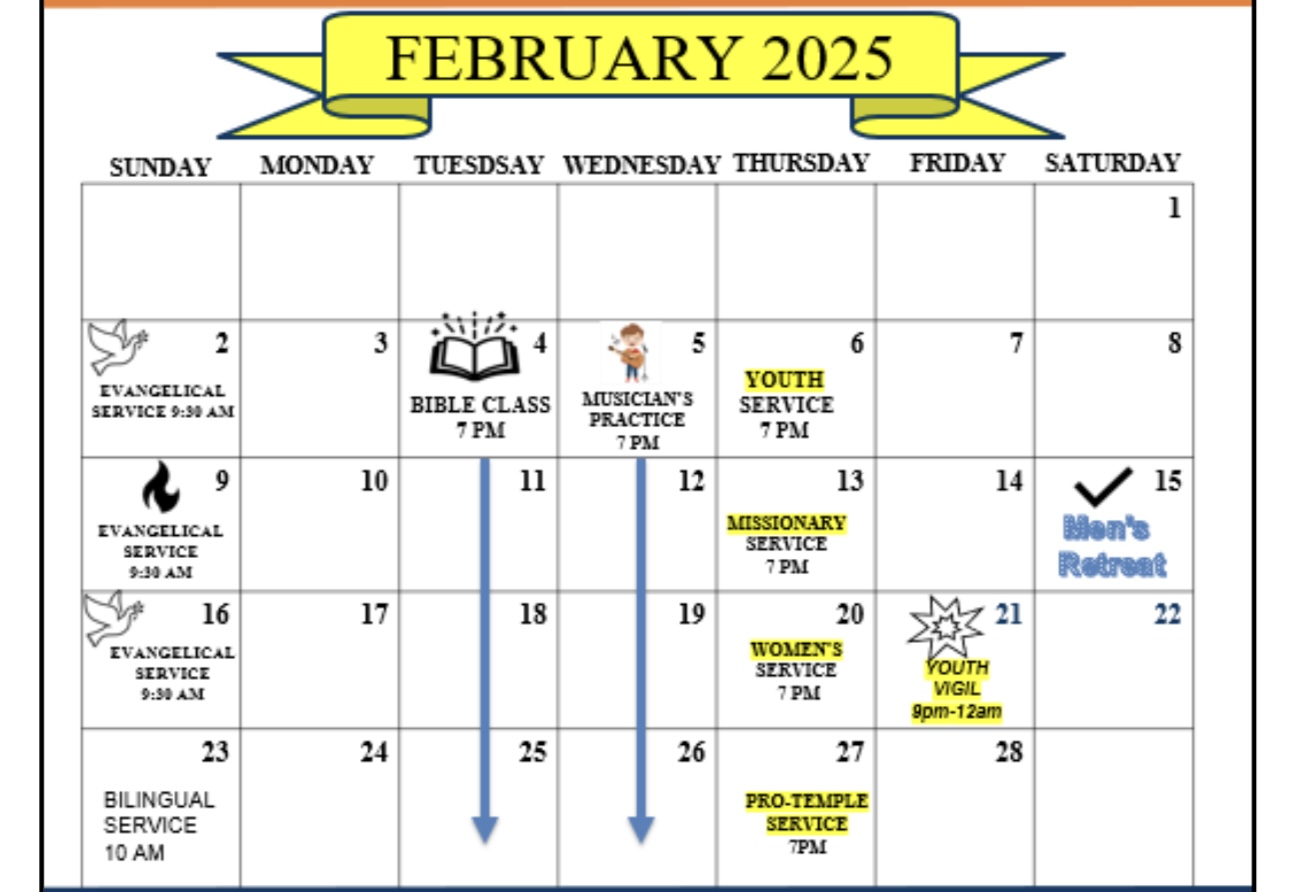 FEBRUARY 2025
SUNDAY MONDAY TUESDSAY WEDNESDAY THURSDAY FRIDAY SATURDAY
1
2
EVANGELICAL
SERVICE 9:30 AM
3
4
BIBLE CLASS
7 PM
5
MUSICIAN'S
PRACTICE
7 PM
6
YOUTH
SERVICE
7 PM
7
8
9
EVANGELICAL
SERVICE
9:30 AM
10
11
12
13
MISSIONARY
SERVICE
7 PM
14
15
Men's
Retreat
16
EVANGELICAL
SERVICE
9:30 AM
17
18
19
20
WOMEN'S
SERVICE
7 PM
21
YOUTH
VIGIL
9pm-12am
22
23
BILINGUAL
SERVICE
10 AM
24
25
26
27
PRO-TEMPLE
SERVICE
7PM
28